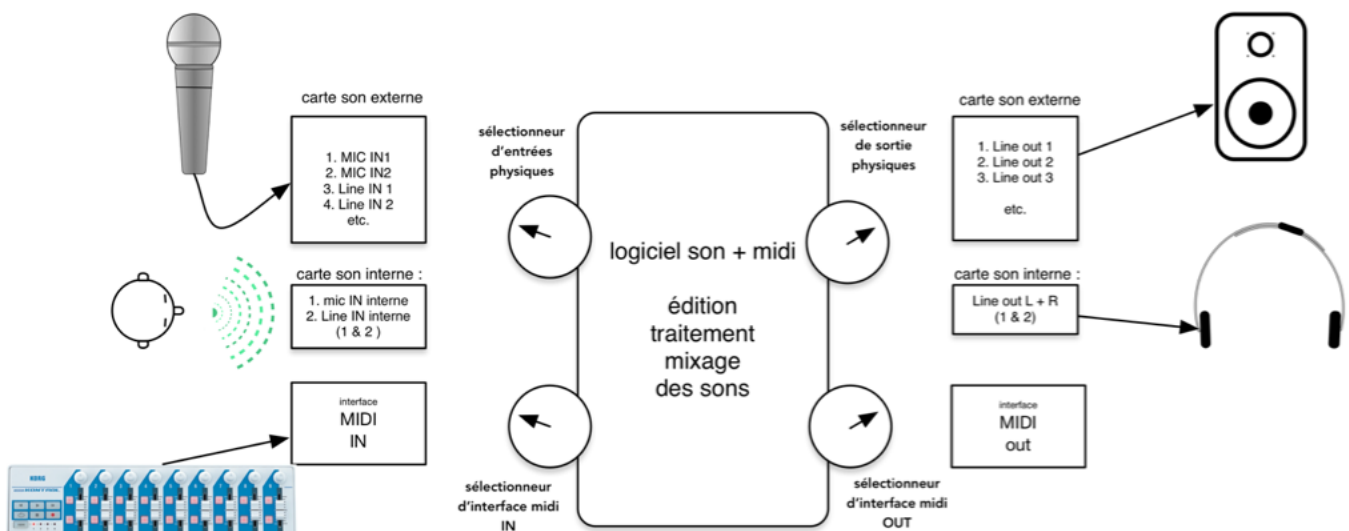 carte son externe
1. MIC IN1
2. MIC IN2
3. Line IN 1
4. Line IN 2
etc.
carte son interne :
1. mic IN interne
2. Line IN interne
(1 & 2 )
interface
MIDI
IN
KORG
sélectionneur
d'entrées
physiques
sélectionneur
d'interface midi
IN
logiciel son + midi
édition
traitement
mixage
des sons
sélectionneur
de sortie
physiques
sélectionneur
d'interface midi
OUT
carte son externe
1. Line out 1
2. Line out 2
3. Line out 3
etc.
carte son interne :
Line out L + R
(1 & 2)
interface
MIDI
out